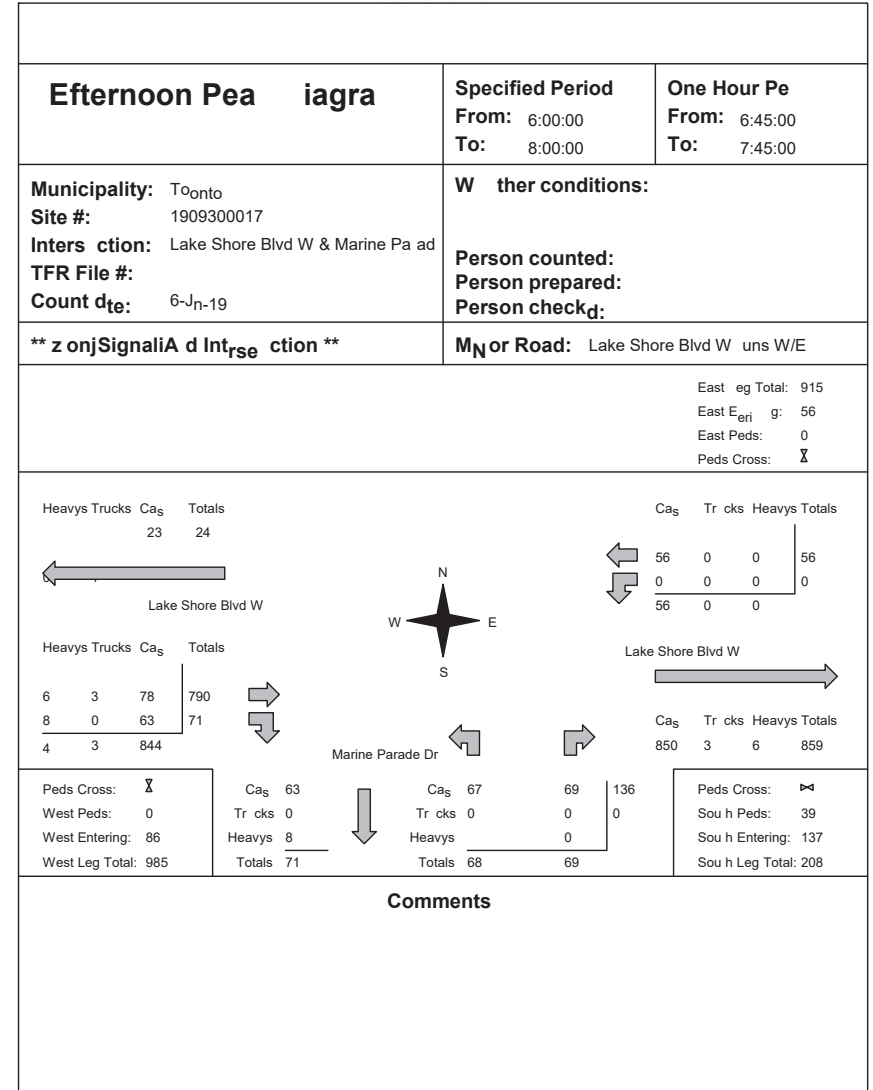 Efternoon Pea iagra
Specified Period
From: 6:00:00
To: 8:00:00
One Hour Pe
From: 6:45:00
To: 7:45:00
Municipality: Toonto
Site #: 1909300017
Inters ction: Lake Shore Blvd W & Marine Pa ad
TFR File #:
Count dte: 6-Jn-19
W ther conditions:
Person counted:
Person prepared:
Person checkd:
** z onjSignaliA d Intrse ction **
MN or Road: Lake Shore Blvd W uns W/E
East eg Total: 915
East Eeri g: 56
East Peds: 0
Peds Cross:
Heavys Trucks Cas Totals
23 24
Lake Shore Blvd W
Heavys Trucks Cas Totals
6 3 78 790
8 0 63 71
4 3 844
N
W E
S
Cas Tr cks Heavys Totals
56 0 0 56
0 0 0 0
56 0 0
Lake Shore Blvd W
Cas Tr cks Heavys Totals
850 3 6 859
Marine Parade Dr
Peds Cross:
West Peds: 0
West Entering: 86
West Leg Total: 985
Cas 63
Tr cks 0
Heavys 8
Totals 71
Cas 67 69 136
Tr cks 0 0 0
Heavys 0
Totals 68 69
Peds Cross:
Sou h Peds: 39
Sou h Entering: 137
Sou h Leg Total: 208
Comments